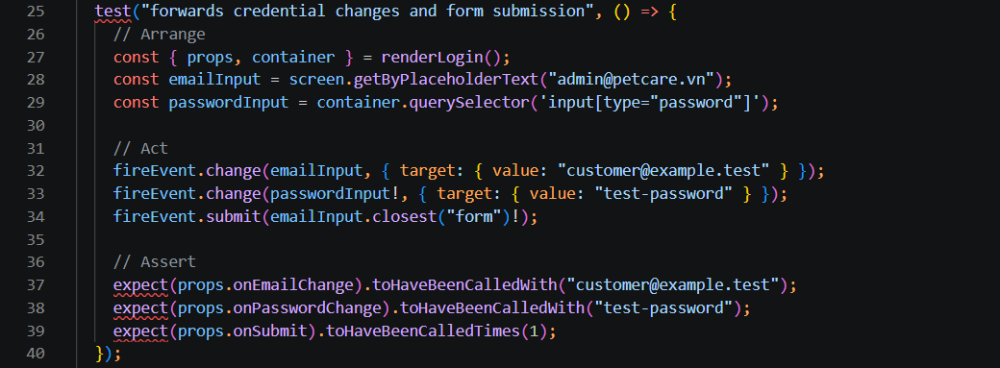 25 test("forwards credential changes and form submission", () => {
26 // Arrange
27 const { props, container } = renderLogin();
28 const emailInput = screen.getByPlaceholderText("admin@petcare.vn");
29 const passwordInput = container.querySelector('input[type="password"]');
30
31 // Act
32 fireEvent.change(emailInput, { target: { value: "customer@example.test" } });
33 fireEvent.change(passwordInput!, { target: { value: "test-password" } });
34 fireEvent.submit(emailInput.closest("form")!);
35
36 // Assert
37 expect(props.onEmailChange).toHaveBeenCalledWith("customer@example.test");
38 expect(props.onPasswordChange).toHaveBeenCalledWith("test-password");
39 expect(props.onSubmit).toHaveBeenCalledTimes(1);
40 });